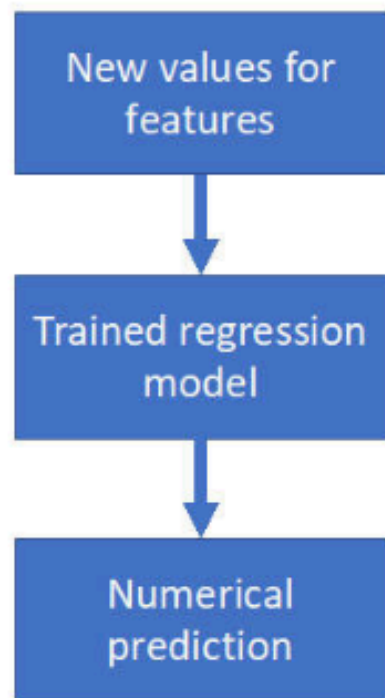 New values for
features
Trained regression
model
Numerical
prediction